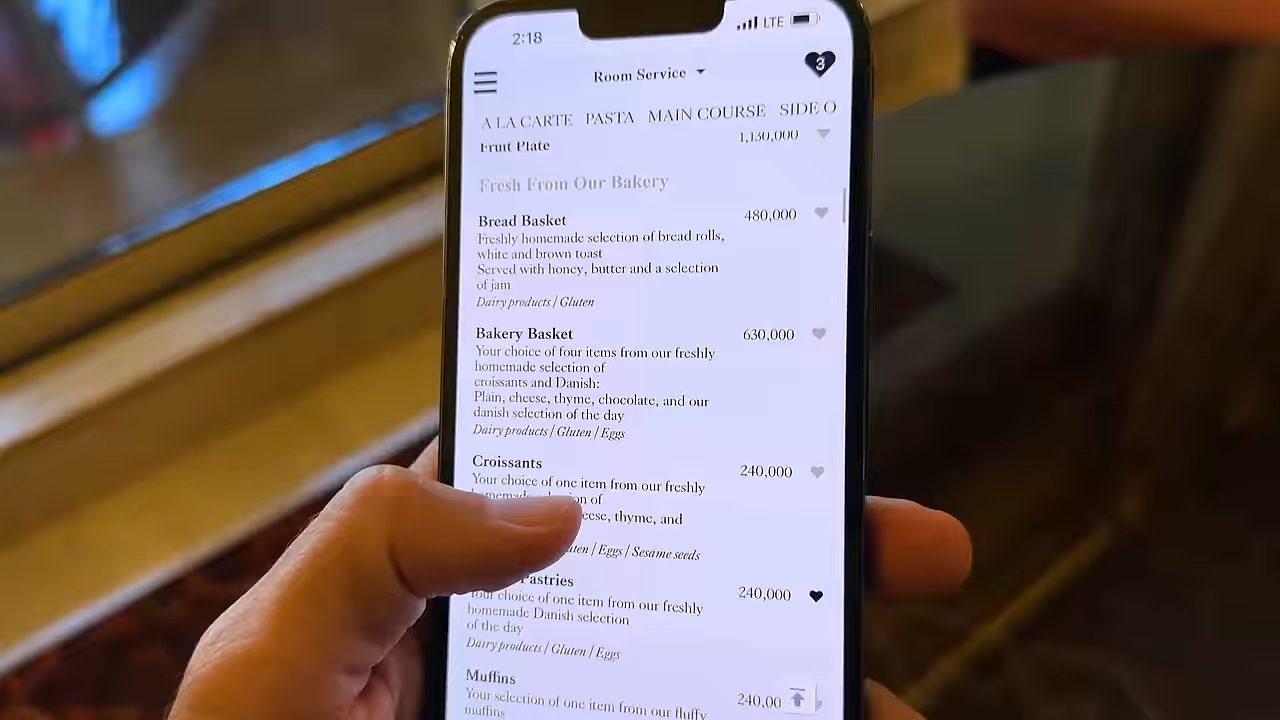 2:18
LTE
Room Service
3
A LA CARTE PASTA MAIN COURSE SIDE O
Fruit Plate 1,130,000
Fresh From Our Bakery
Bread Basket 480,000
Freshly homemade selection of bread rolls,
white and brown toast
Served with honey, butter and a selection
of jam
Dairy products / Gluten
Bakery Basket 630,000
Your choice of four items from our freshly
homemade selection of
croissants and Danish:
Plain, cheese, thyme, chocolate, and our
danish selection of the day
Dairy products / Gluten / Eggs
Croissants 240,000
Your choice of one item from our freshly
of
thyme, and
/ Eggs / Sesame seeds
Pastries 240,000
Your choice of one item from our freshly
homemade Danish selection
of the day
Dairy products / Gluten / Eggs
Muffins 240,00
Your selection of one item from our fluffy
muffins